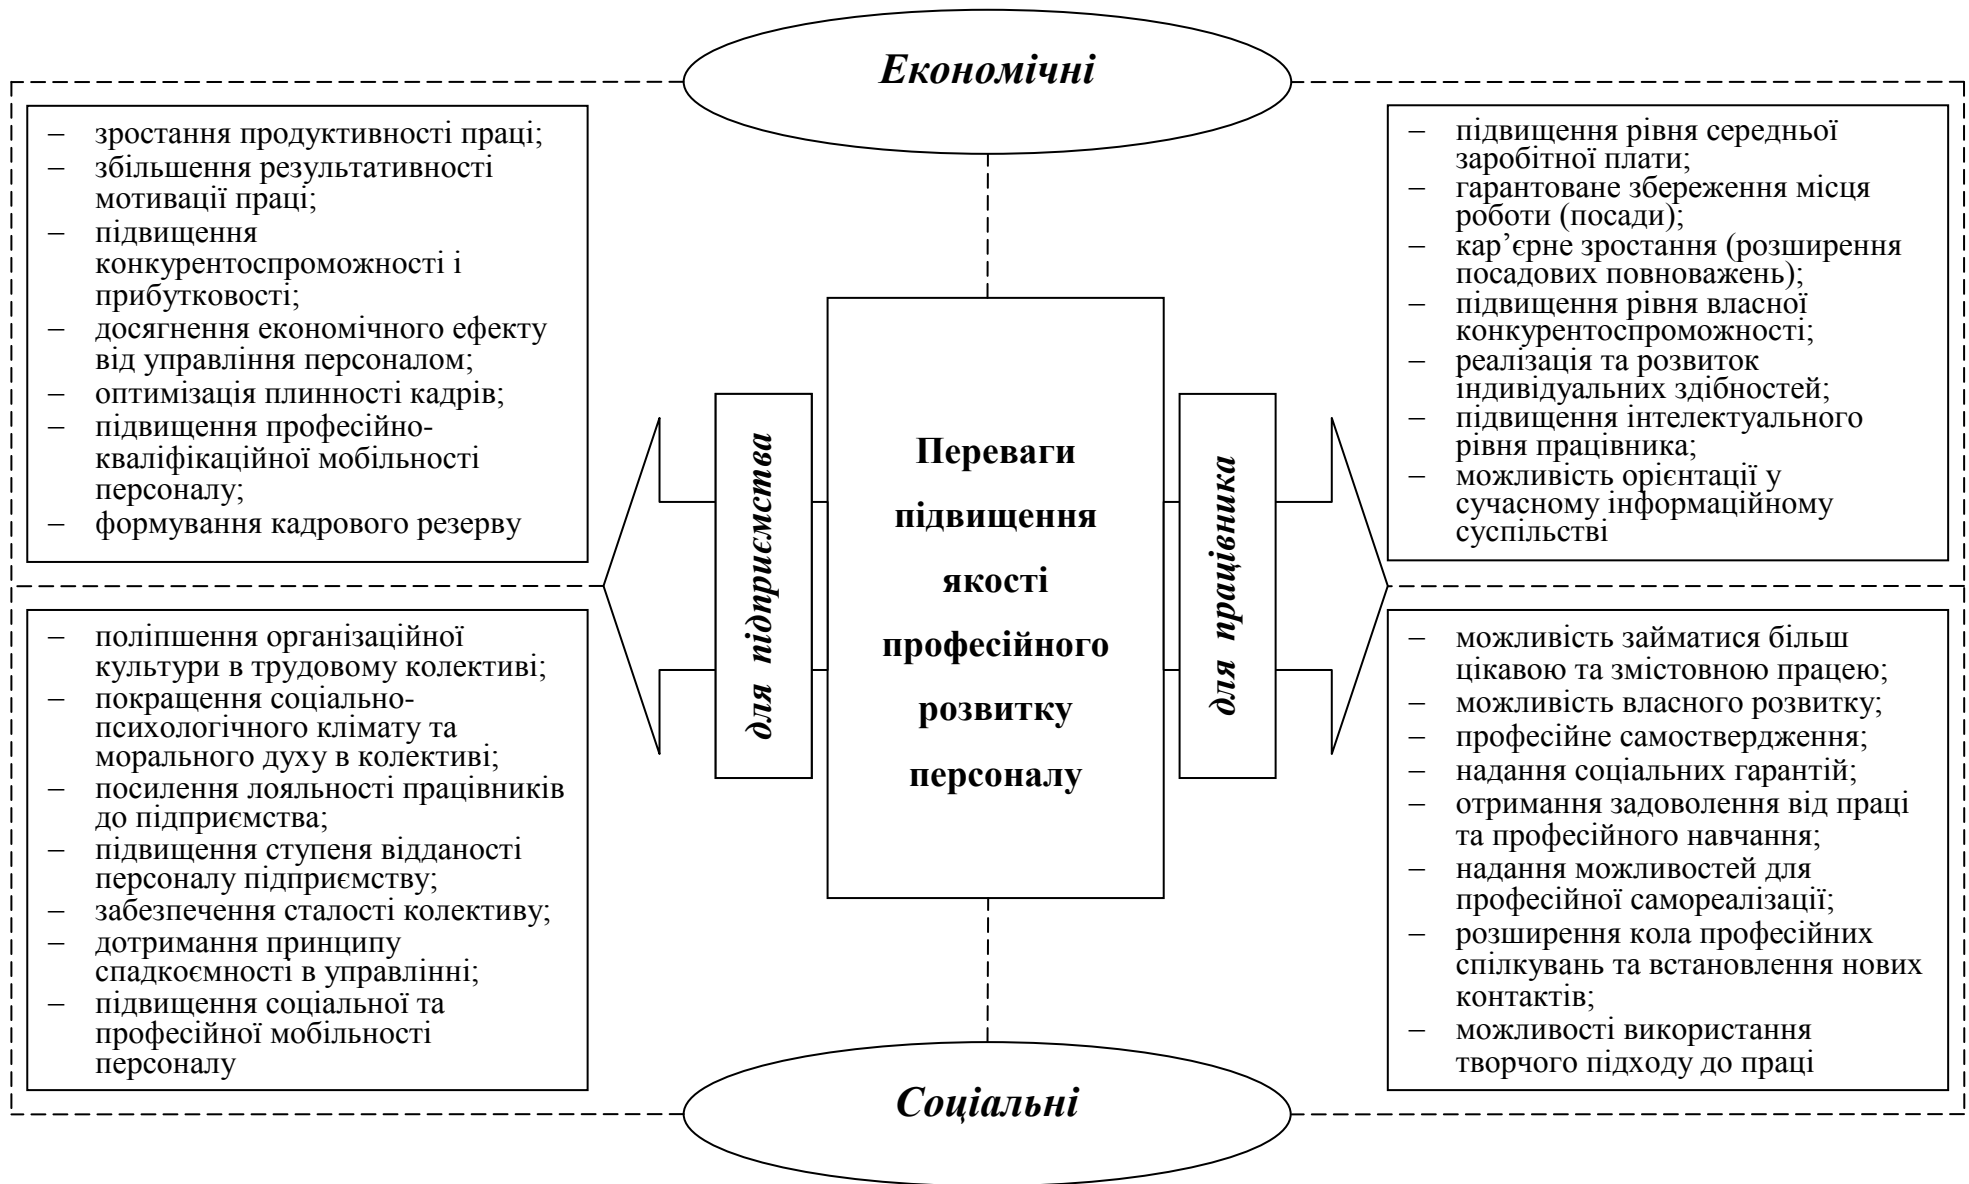 Економічні
– зростання продуктивності праці;
– збільшення результативності
мотивації праці;
– підвищення
конкурентоспроможності і
прибутковості;
– досягнення економічного ефекту
від управління персоналом;
– оптимізація плинності кадрів;
– підвищення професійно-
кваліфікаційної мобільності
персоналу;
– формування кадрового резерву
– поліпшення організаційної
культури в трудовому колективі;
– покращення соціально-
психологічного клімату та
морального духу в колективі;
– посилення лояльності працівників
до підприємства;
– підвищення ступеня відданості
персоналу підприємству;
– забезпечення сталості колективу;
– дотримання принципу
спадкоємності в управлінні;
– підвищення соціальної та
професійної мобільності
персоналу
для підприємства
Переваги
підвищення
якості
професійного
розвитку
персоналу
для працівника
– підвищення рівня середньої
заробітної плати;
– гарантоване збереження місця
роботи (посади);
– кар’єрне зростання (розширення
посадових повноважень);
– підвищення рівня власної
конкурентоспроможності;
– реалізація та розвиток
індивідуальних здібностей;
– підвищення інтелектуального
рівня працівника;
– можливість орієнтації у
сучасному інформаційному
суспільстві
– можливість займатися більш
цікавою та змістовною працею;
– можливість власного розвитку;
– професійне самоствердження;
– надання соціальних гарантій;
– отримання задоволення від праці
та професійного навчання;
– надання можливостей для
професійної самореалізації;
– розширення кола професійних
спілкувань та встановлення нових
контактів;
– можливості використання
творчого підходу до праці
Соціальні